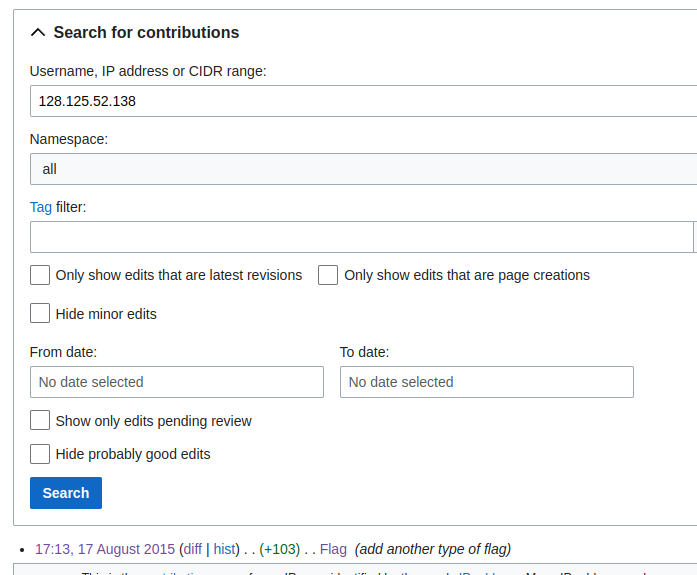 Search for contributions
Username, IP address or CIDR range:
128.125.52.138
Namespace:
all
Tag filter:
Only show edits that are latest revisions Only show edits that are page creations
Hide minor edits
From date: To date:
No date selected No date selected
Show only edits pending review
Hide probably good edits
Search
• 17:13, 17 August 2015 (diff | hist) . . (+103) . . Flag (add another type of flag)